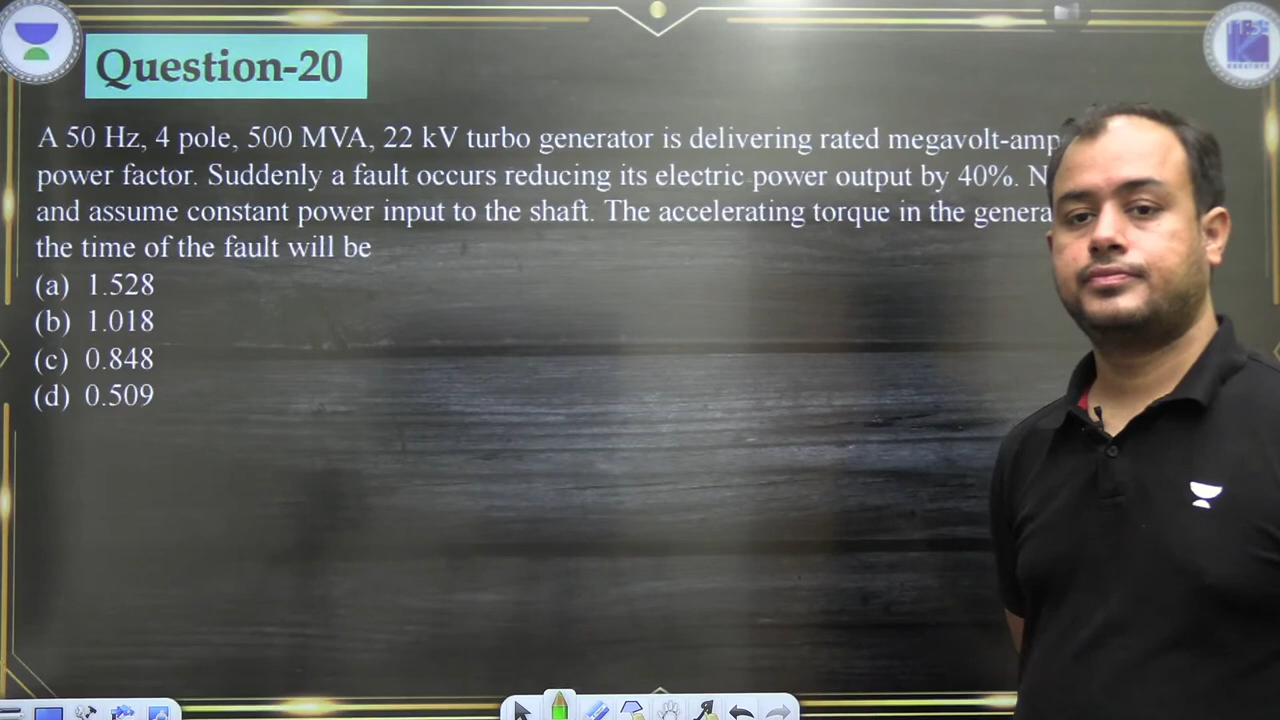 Question-20
A 50 Hz, 4 pole, 500 MVA, 22 kV turbo generator is delivering rated megavolt-amp
power factor. Suddenly a fault occurs reducing its electric power output by 40%. N
and assume constant power input to the shaft. The accelerating torque in the genera
the time of the fault will be
(a) 1.528
(b) 1.018
(c) 0.848
(d) 0.509